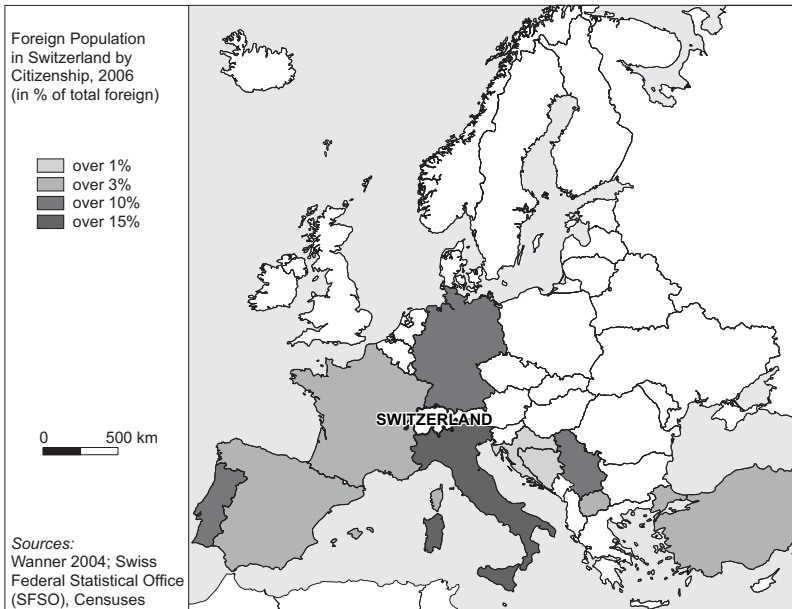 Foreign Population
in Switzerland by
Citizenship, 2006
(in % of total foreign)
over 1%
over 3%
over 10%
over 15%
SWITZERLAND
0 500 km
Sources:
Wanner 2004; Swiss
Federal Statistical Office
(SFSO), Censuses